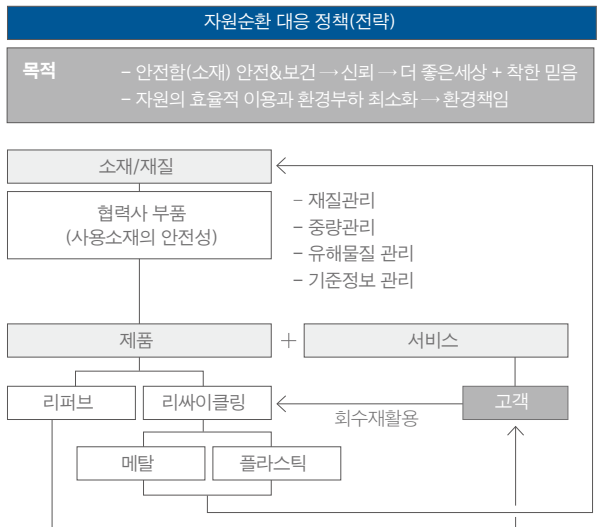 자원순환 대응 정책(전략)
목적
– 안전함(소재) 안전&보건 → 신뢰 → 더 좋은세상 + 착한 믿음
– 자원의 효율적 이용과 환경부하 최소화 → 환경책임
소재/재질
협력사 부품
(사용소재의 안전성)
– 재질관리
– 중량관리
– 유해물질 관리
– 기준정보 관리
제품
+
서비스
리퍼브
리싸이클링
회수재활용
고객
메탈
플라스틱